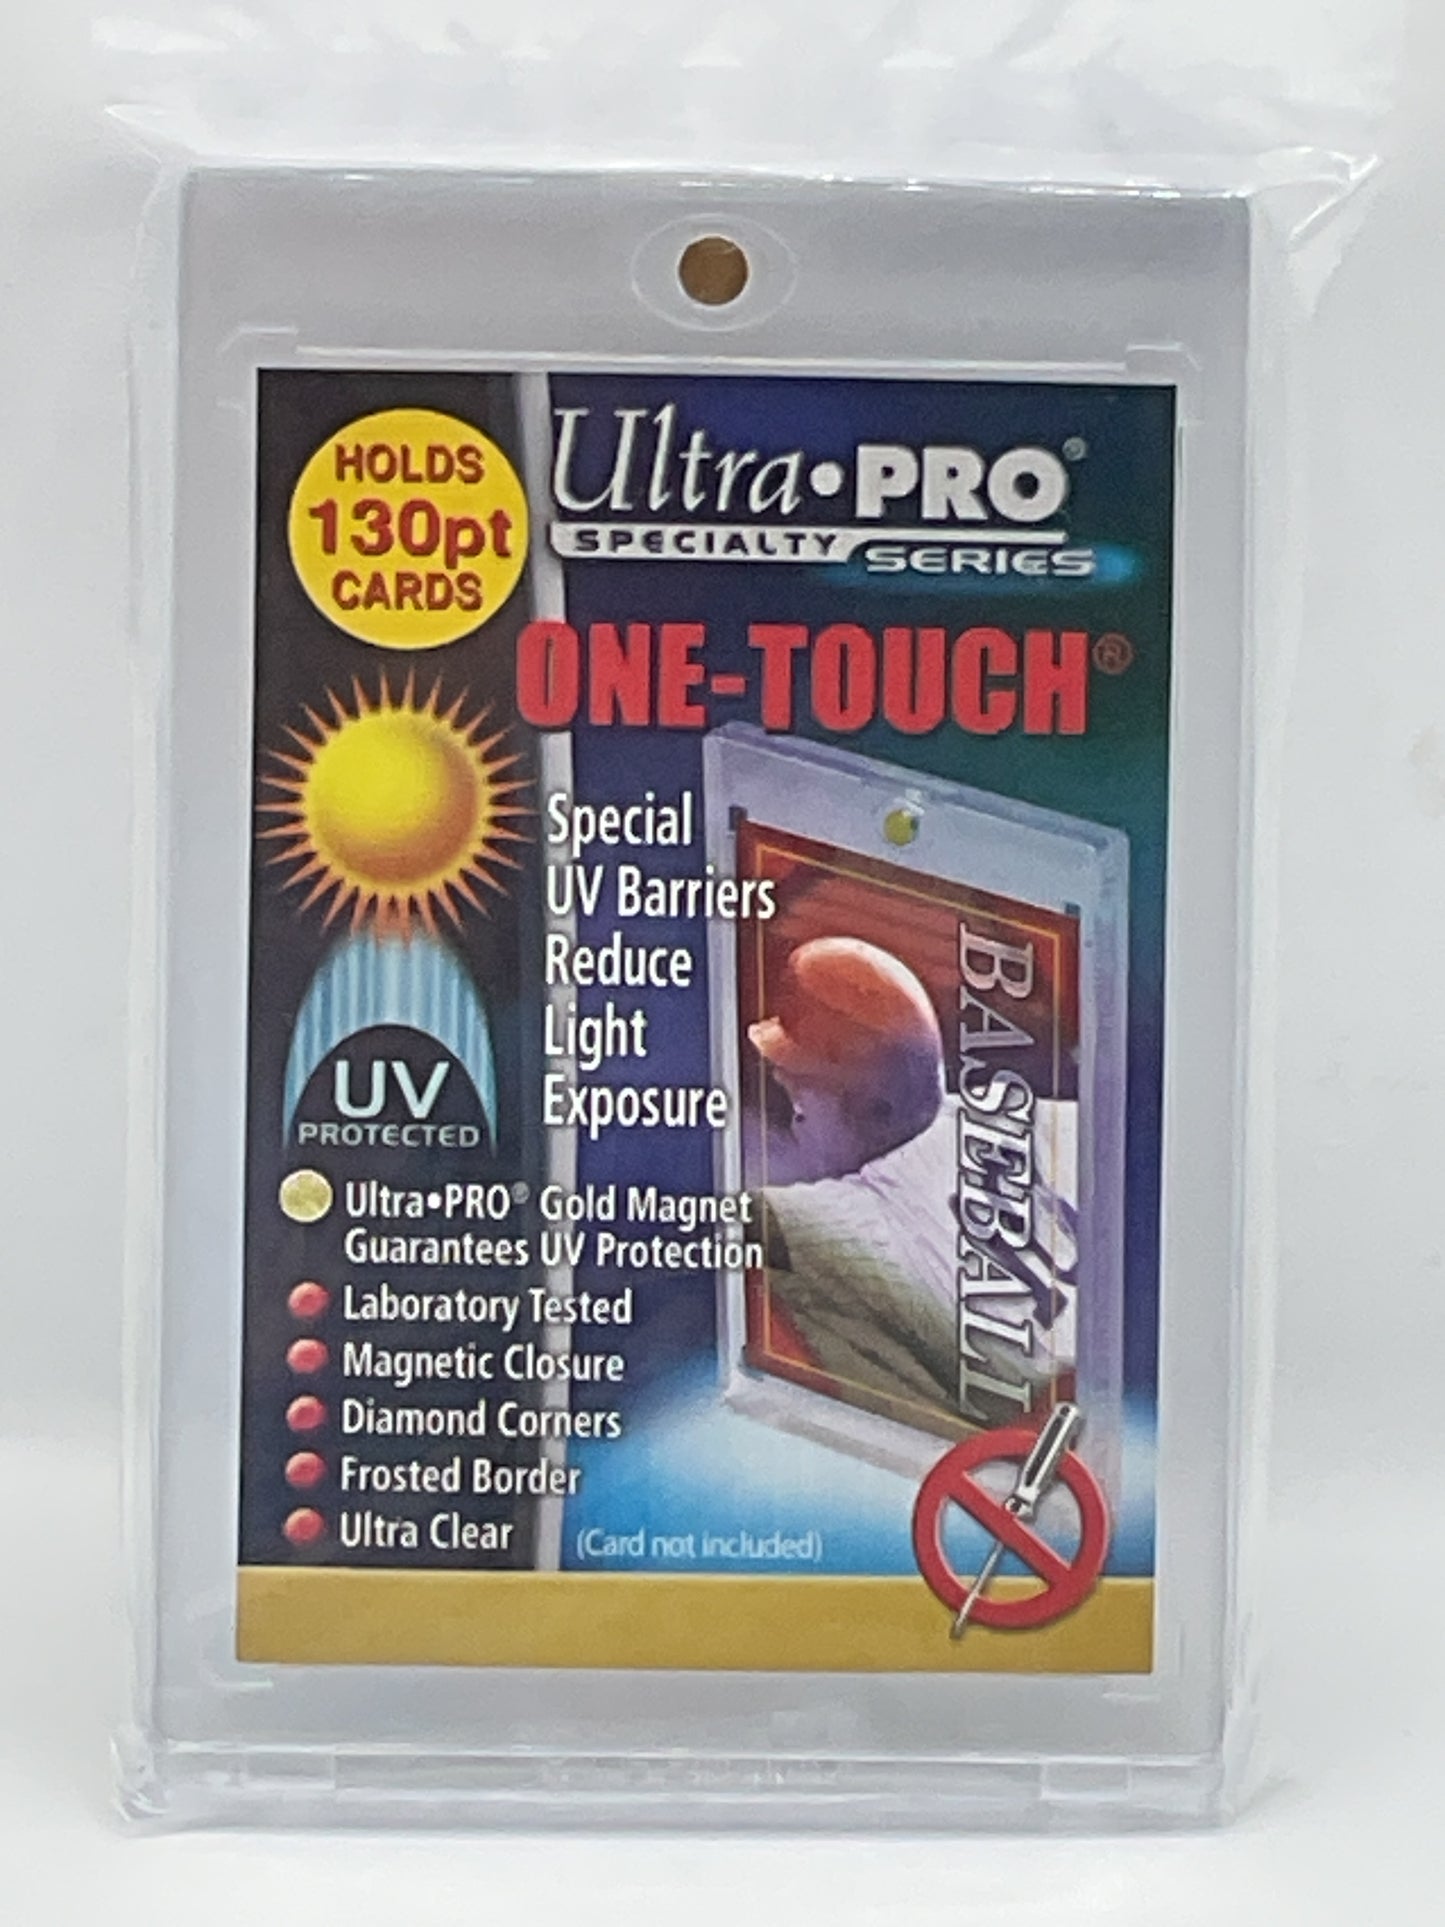 HOLDS
130pt
CARDS
Ultra•PRO®
SPECIALTY SERIES
ONE-TOUCH®
Special
UV Barriers
Reduce
Light
Exposure
BASEBALL
UV
PROTECTED
Ultra•PRO® Gold Magnet
Guarantees UV Protection
Laboratory Tested
Magnetic Closure
Diamond Corners
Frosted Border
Ultra Clear
(Card not included)